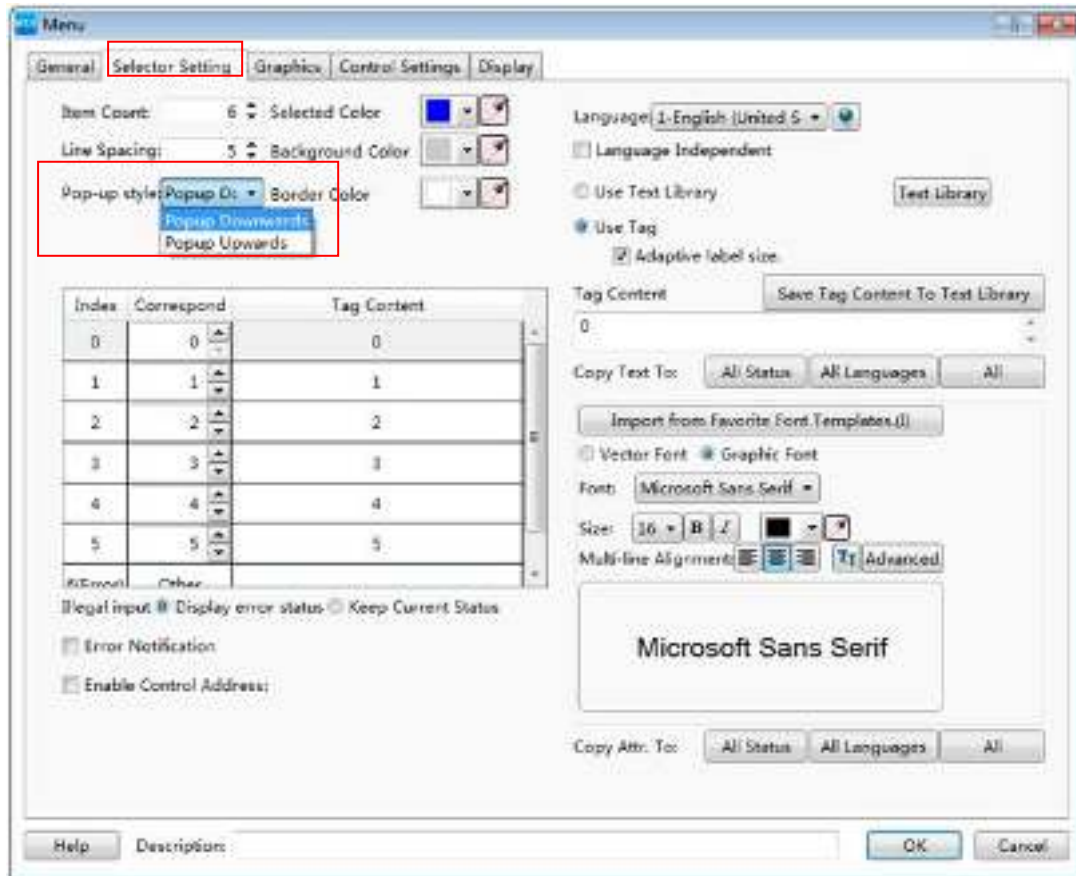 Menu
General Selector Setting Graphics Control Settings Display
Item Count: 6 Selected Color
Line Spacing: 5 Background Color
Pop-up style: Popup Do Border Color
Popup Downwards
Popup Upwards
Index Correspond Tag Content
0 0 0
1 1 1
2 2 2
3 3 3
4 4 4
5 5 5
Other
Illegal input Display error status Keep Current Status
Error Notification
Enable Control Address:
Language: 1-English (United S
Language Independent
Use Text Library Text Library
Use Tag
Adaptive label size
Tag Content Save Tag Content To Text Library
0
Copy Text To: All Status All Languages All
Import from Favorite Font Templates.(I)
Vector Font Graphic Font
Font: Microsoft Sans Serif
Size: 16 B I
Multi-line Alignment: Advanced
Microsoft Sans Serif
Copy Attr. To: All Status All Languages All
Help Description: OK Cancel